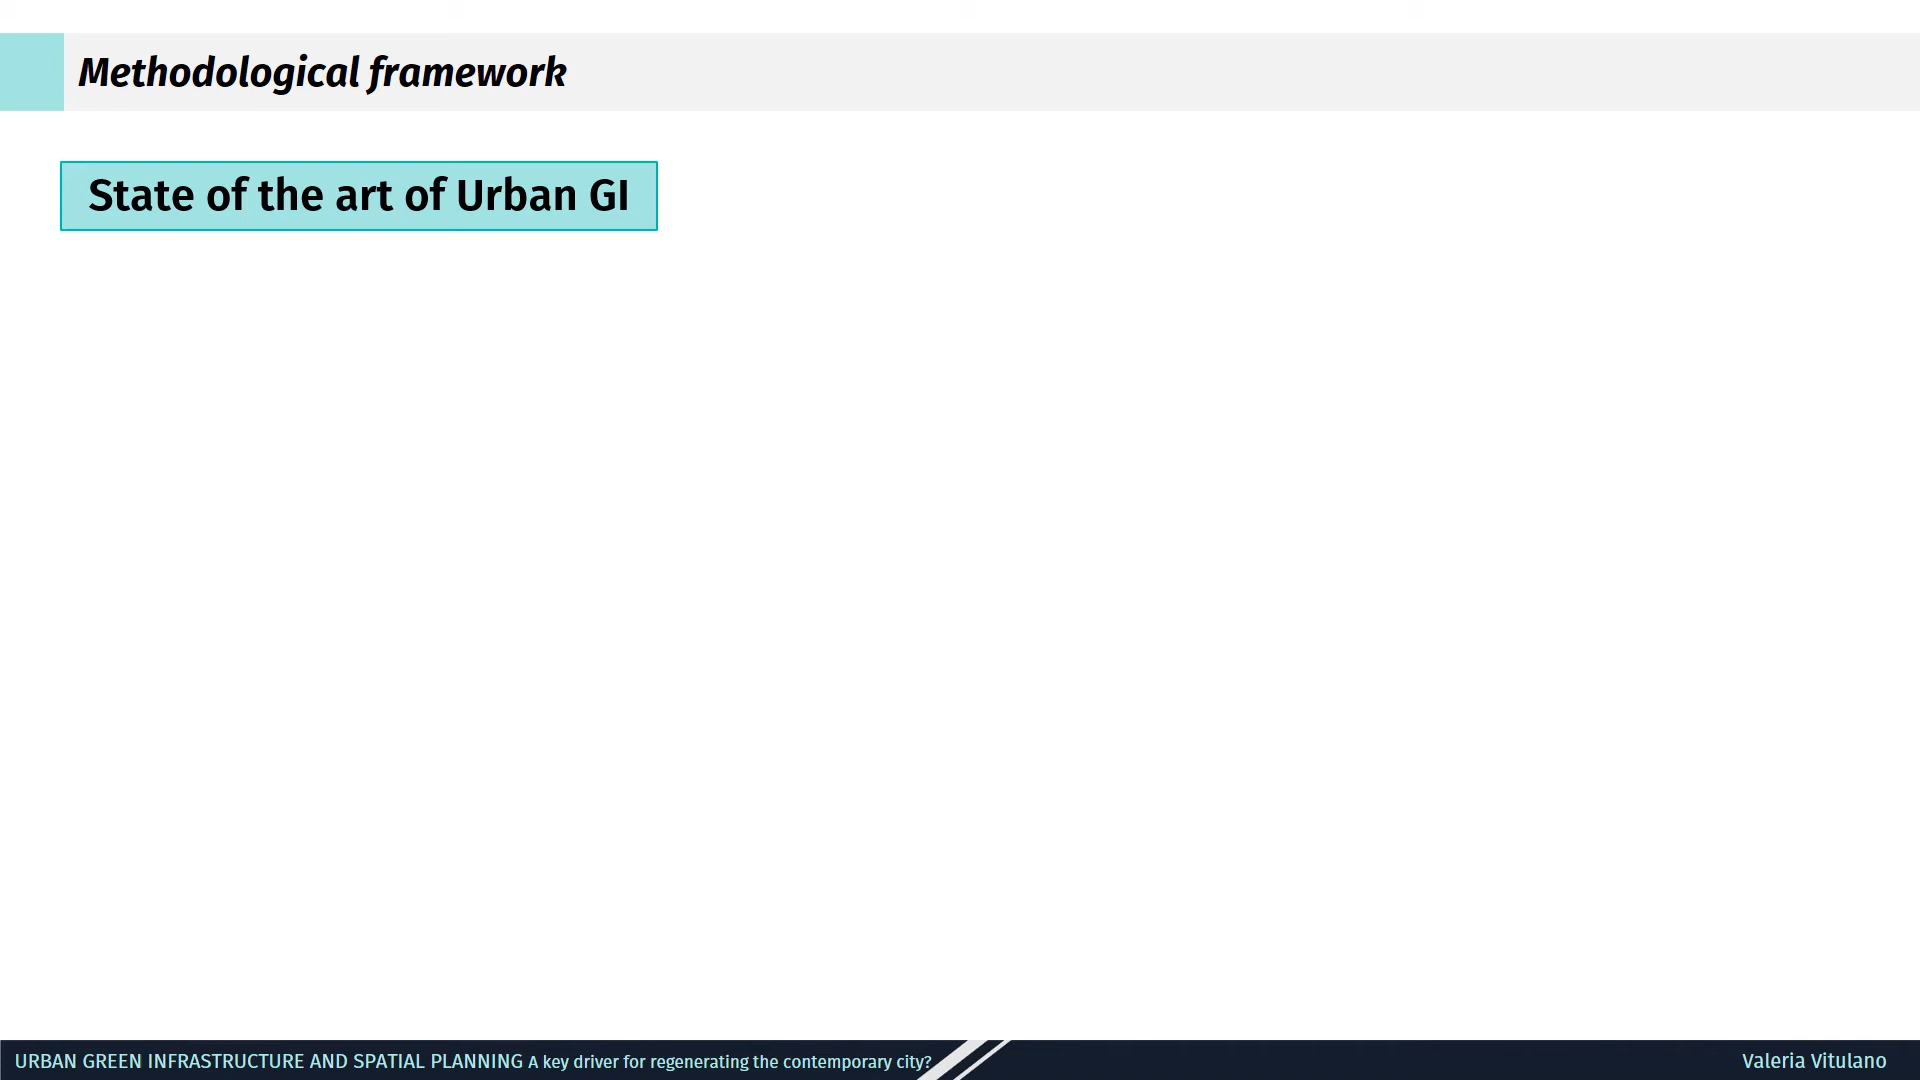 Methodological framework
State of the art of Urban GI
URBAN GREEN INFRASTRUCTURE AND SPATIAL PLANNING A key driver for regenerating the contemporary city?
Valeria Vitulano